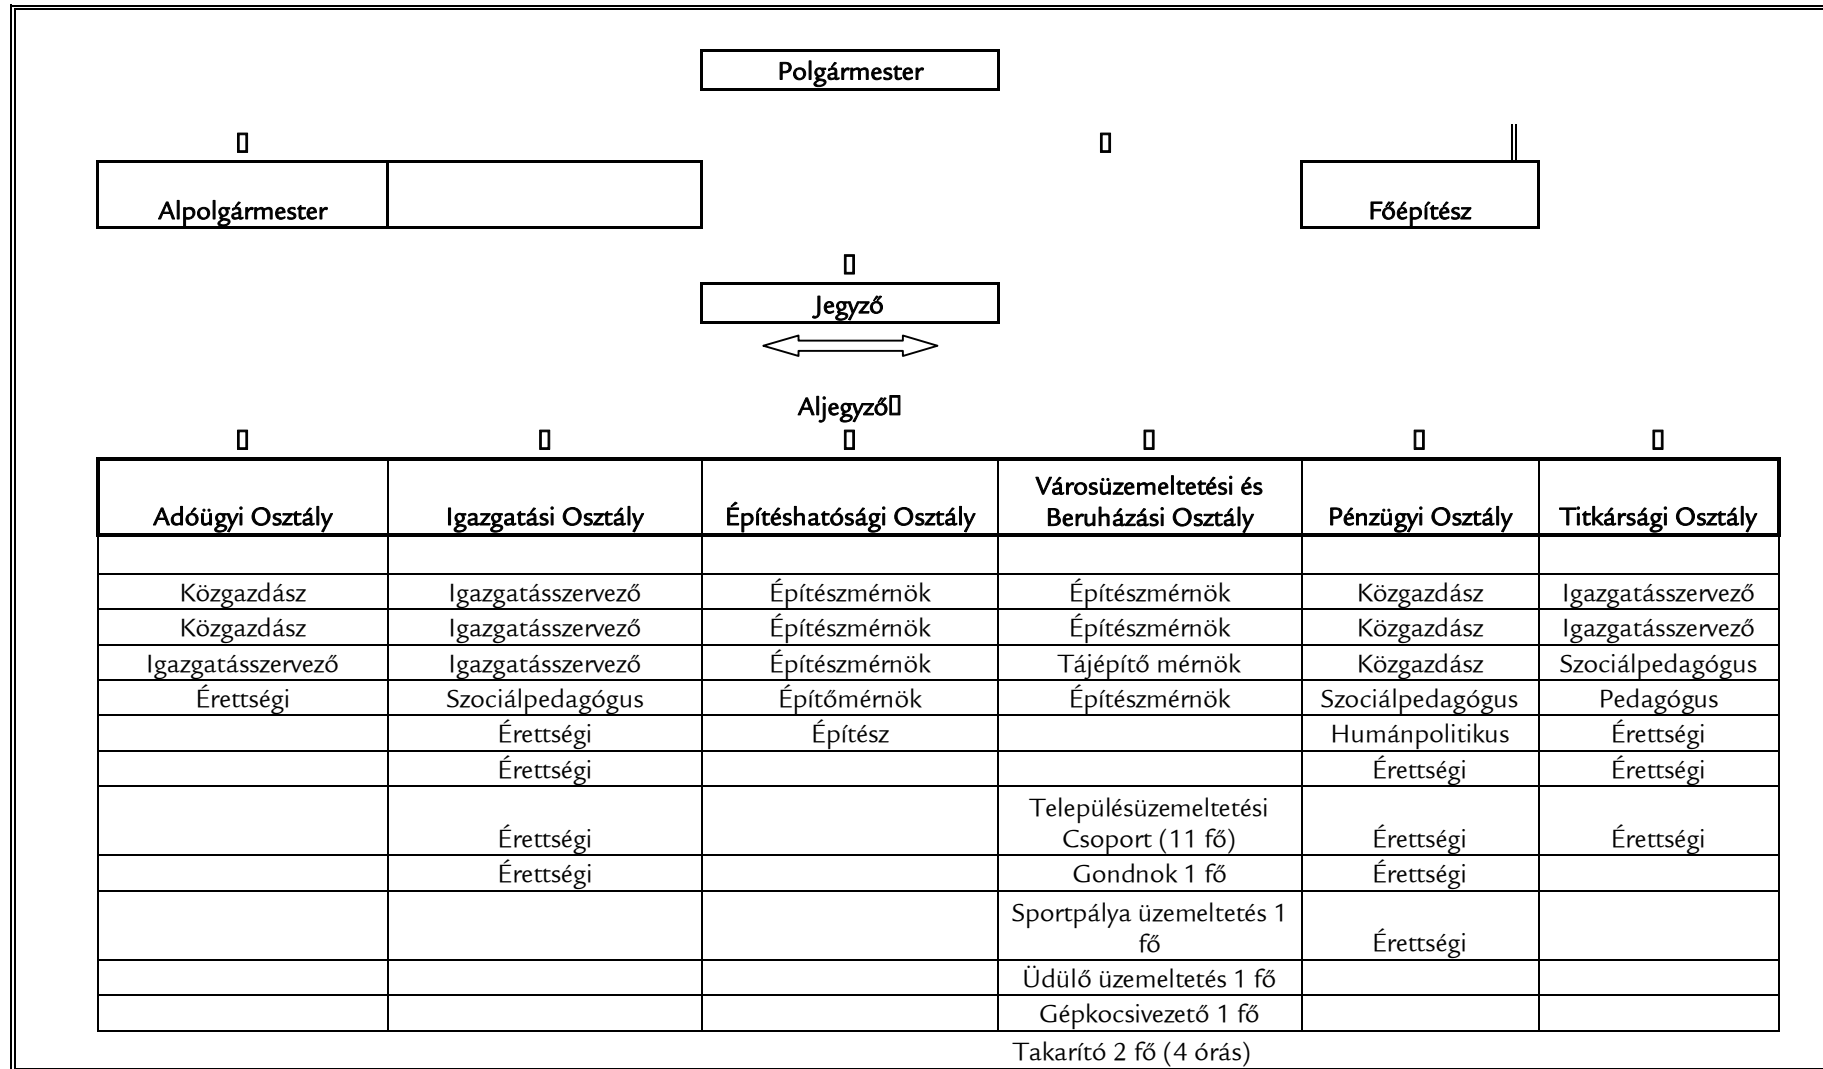 Polgármester
Alpolgármester Főépítész
Jegyző
Aljegyző
Adóügyi Osztály Igazgatási Osztály Építéshatósági Osztály Városüzemeltetési és Beruházási Osztály Pénzügyi Osztály Titkársági Osztály
Közgazdász Igazgatásszervező Építészmérnök Építészmérnök Közgazdász Igazgatásszervező
Közgazdász Igazgatásszervező Építészmérnök Építészmérnök Közgazdász Igazgatásszervező
Igazgatásszervező Igazgatásszervező Építészmérnök Tájépítő mérnök Közgazdász Szociálpedagógus
Érettségi Szociálpedagógus Építőmérnök Építészmérnök Szociálpedagógus Pedagógus
Érettségi Építész Humánpolitikus Érettségi
Érettségi Érettségi Érettségi
Érettségi Településüzemeltetési Csoport (11 fő) Érettségi Érettségi
Érettségi Gondnok 1 fő Érettségi
Sportpálya üzemeltetés 1 fő Érettségi
Üdülő üzemeltetés 1 fő
Gépkocsivezető 1 fő
Takarító 2 fő (4 órás)